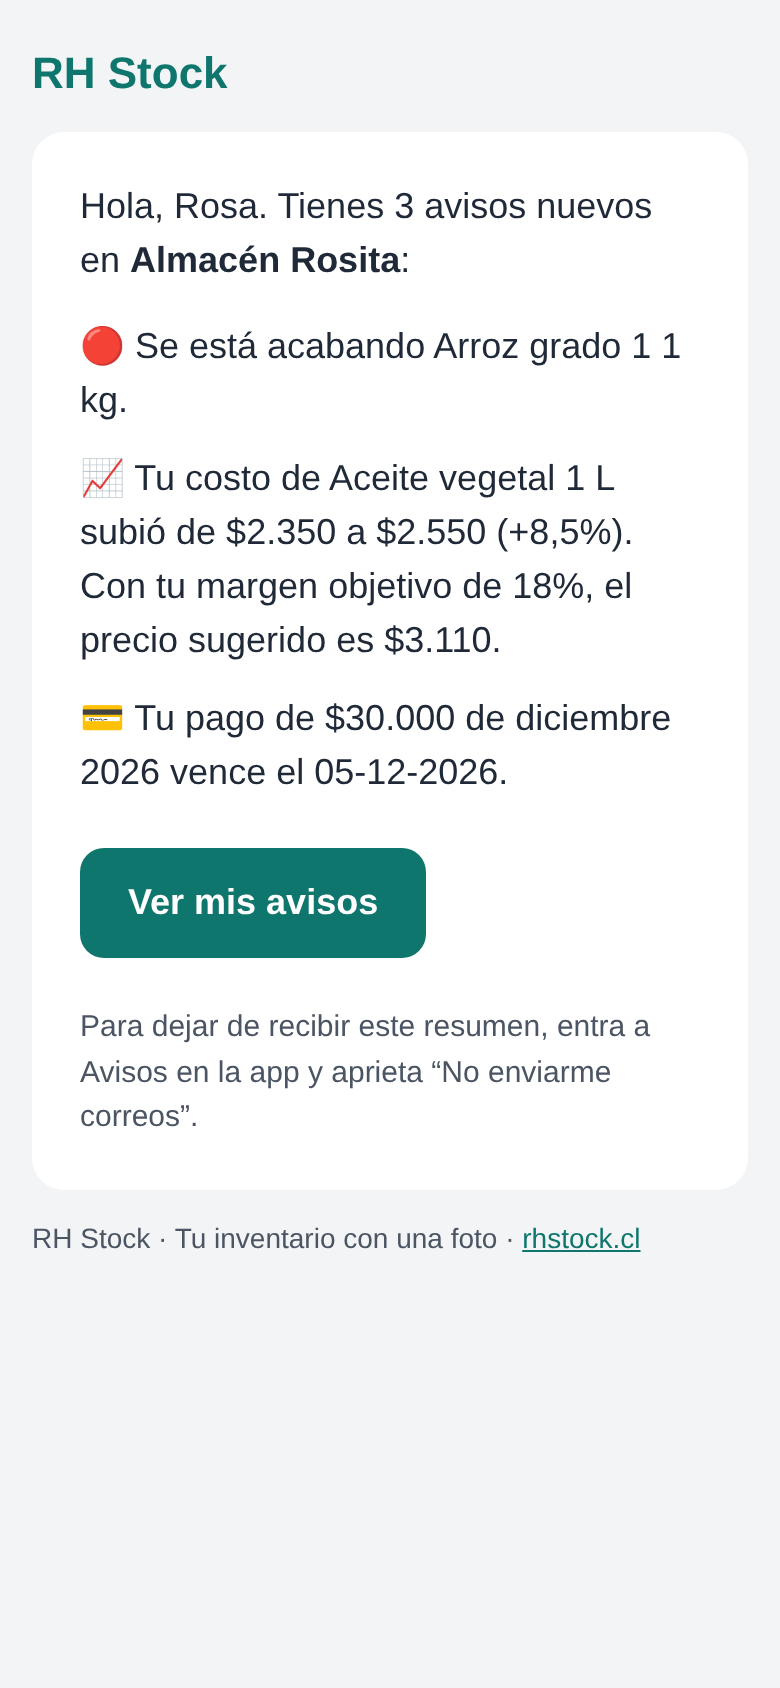 RH Stock
Hola, Rosa. Tienes 3 avisos nuevos
en Almacén Rosita:
🔴 Se está acabando Arroz grado 1 1
kg.
📈 Tu costo de Aceite vegetal 1 L
subió de $2.350 a $2.550 (+8,5%).
Con tu margen objetivo de 18%, el
precio sugerido es $3.110.
💳 Tu pago de $30.000 de diciembre
2026 vence el 05-12-2026.
Ver mis avisos
Para dejar de recibir este resumen, entra a
Avisos en la app y aprieta “No enviarme
correos”.
RH Stock · Tu inventario con una foto · rhstock.cl